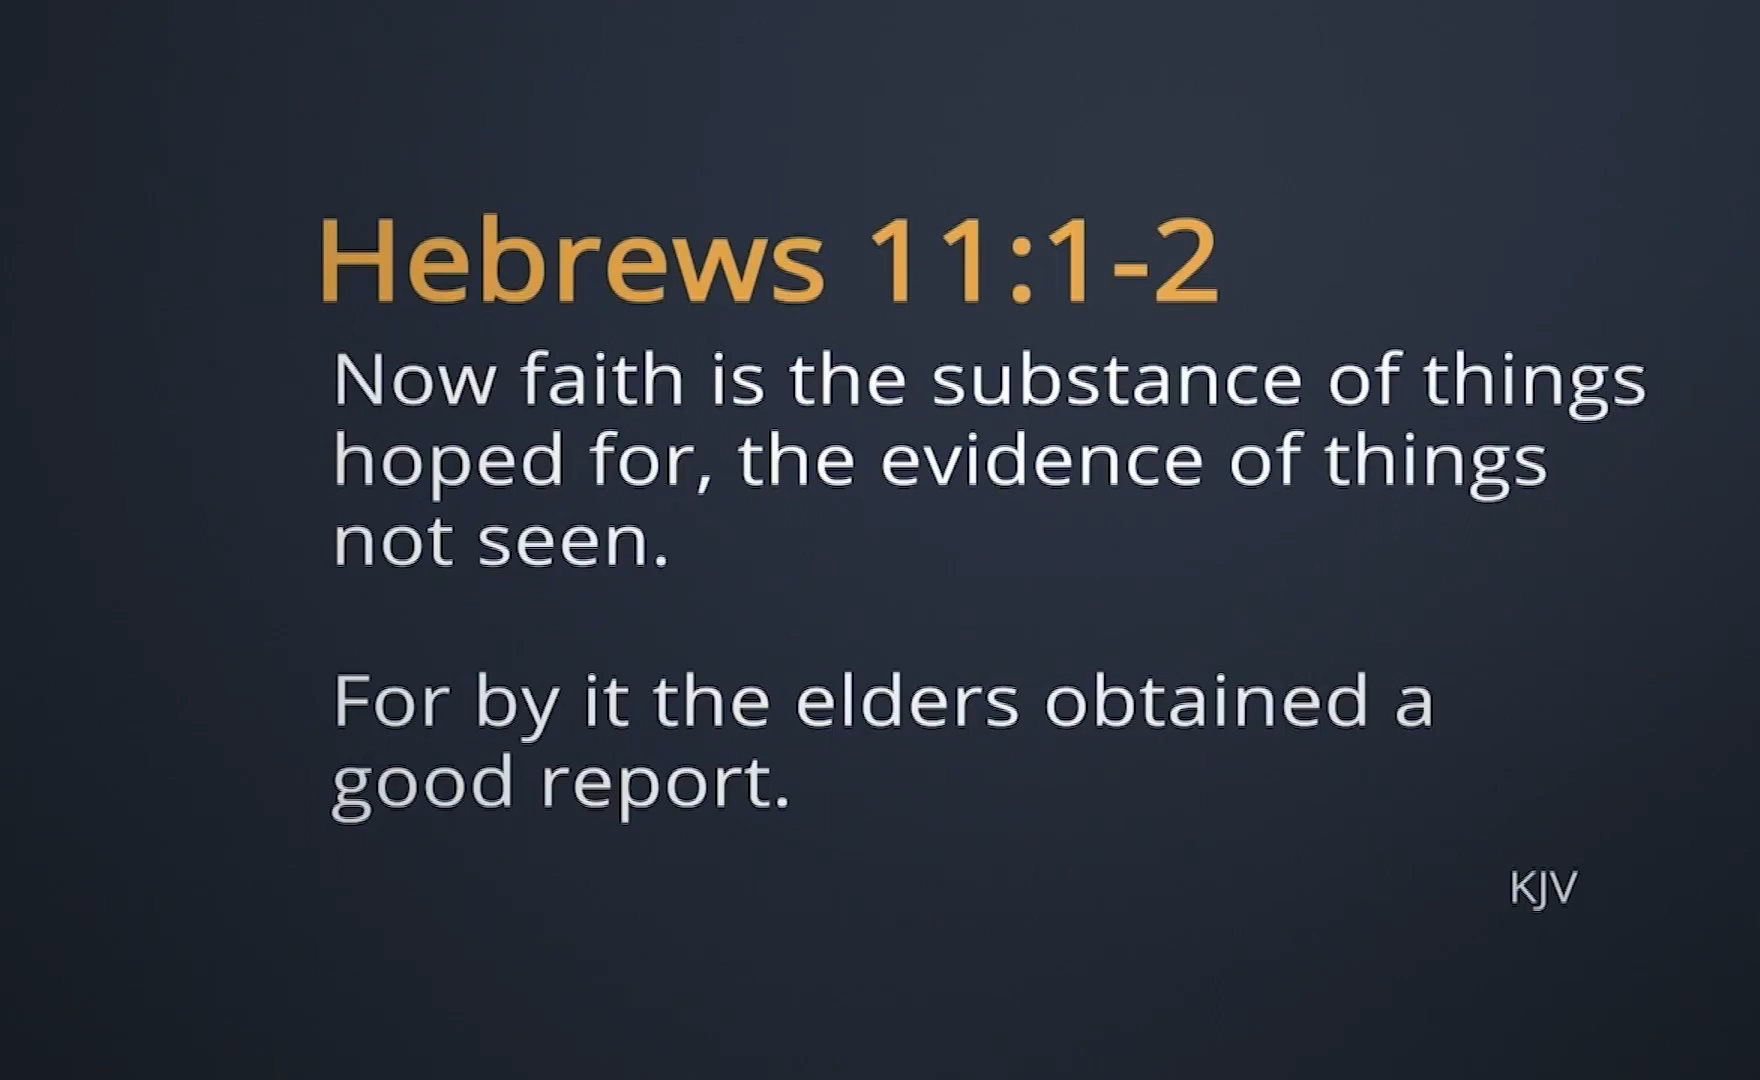 Hebrews 11:1-2
Now faith is the substance of things
hoped for, the evidence of things
not seen.
For by it the elders obtained a
good report.
KJV